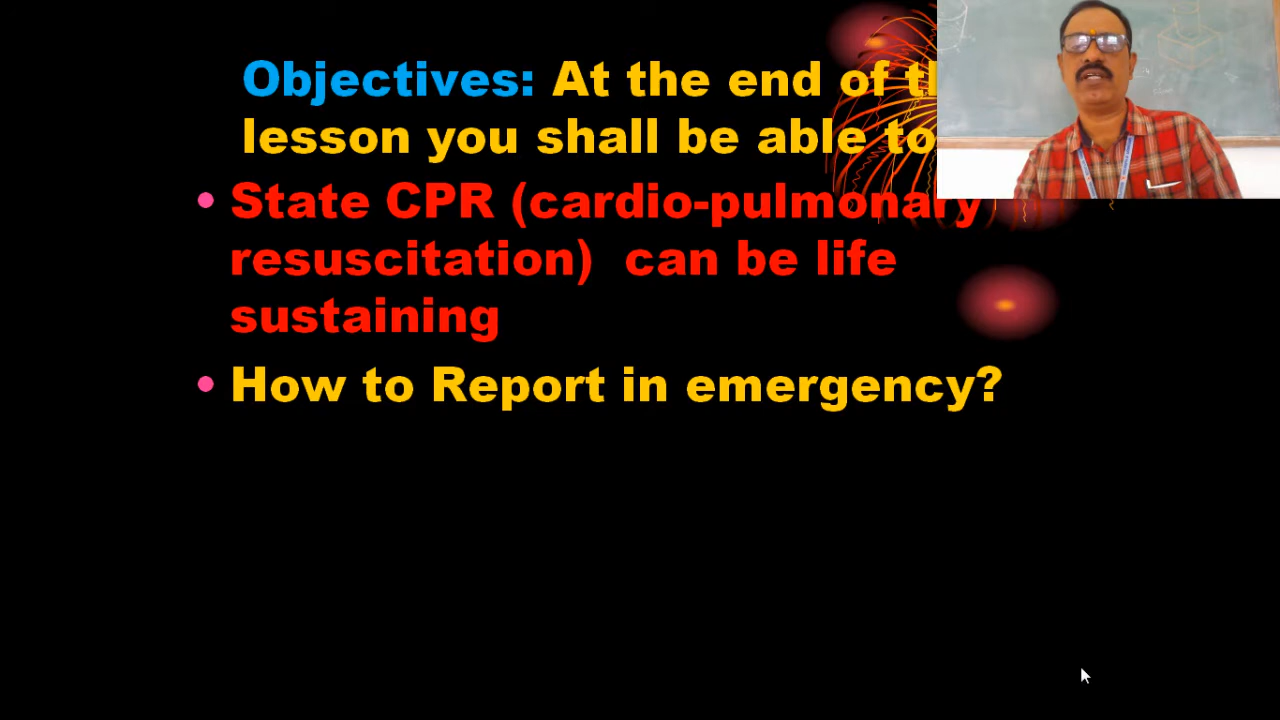 Objectives: At the end of
lesson you shall be able to
• State CPR (cardio-pulmonary)
resuscitation)  can be life
sustaining
• How to Report in emergency?